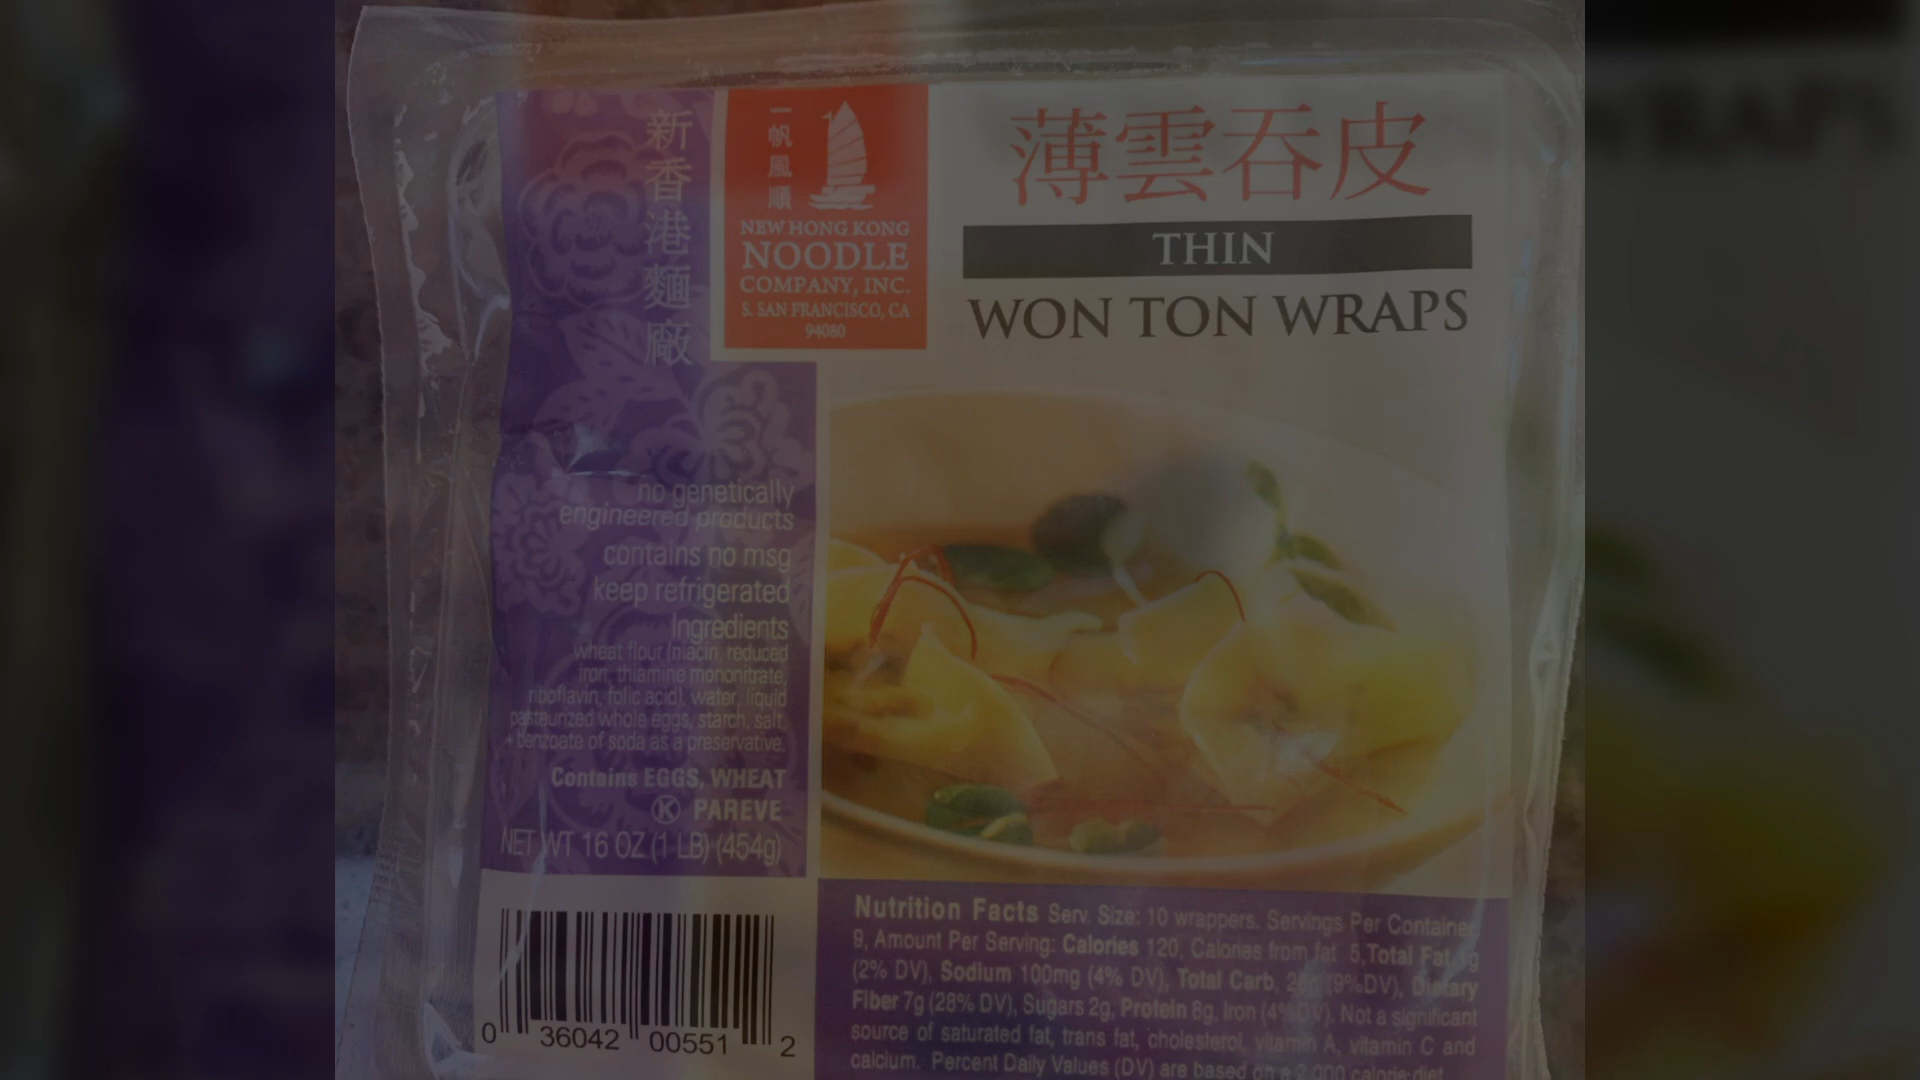 新香港麵廠
一帆風順
NEW HONG KONG
NOODLE
COMPANY, INC.
S. SAN FRANCISCO, CA
94080
薄雲吞皮
THIN
WON TON WRAPS
no genetically
engineered products
contains no msg
keep refrigerated
Ingredients
wheat flour (niacin, reduced
iron, thiamine mononitrate,
riboflavin, folic acid), water, liquid
pasteurized whole eggs, starch, salt,
+ benzoate of soda as a preservative.
Contains EGGS, WHEAT
K PAREVE
NET WT 16 OZ (1 LB) (454g)
0 36042 00551 2
Nutrition Facts Serv. Size: 10 wrappers. Servings Per Container
9, Amount Per Serving: Calories 120, Calories from fat 5, Total Fat 1g
(2% DV), Sodium 100mg (4% DV), Total Carb. (9%DV), Dietary
Fiber 7g (28% DV), Sugars 2g, Protein 8g, Iron (4% DV). Not a significant
source of saturated fat, trans fat, cholesterol, vitamin A, vitamin C and
calcium. Percent Daily Values (DV) are based on a 2,000 calorie diet.
WRAPS